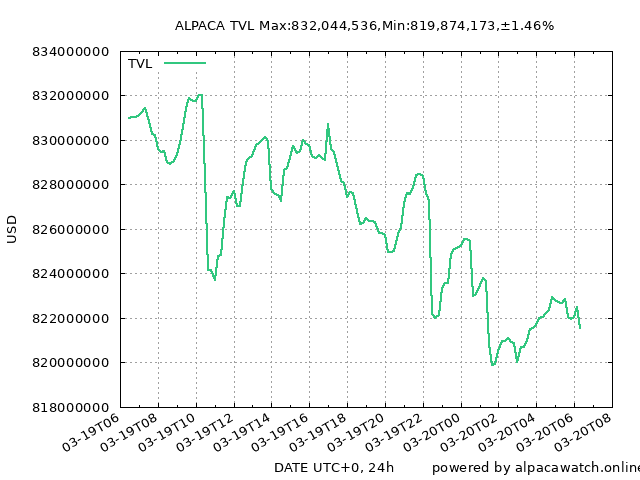 ALPACA TVL Max:832,044,536,Min:819,874,173,±1.46%
834000000
TVL
832000000
830000000
828000000
826000000
USD
824000000
822000000
820000000
818000000
03-19T06 03-19T08 03-19T10 03-19T12 03-19T14 03-19T16 03-19T18 03-19T20 03-19T22 03-20T00 03-20T02 03-20T04 03-20T06 03-20T08
DATE UTC+0, 24h powered by alpacawatch.online